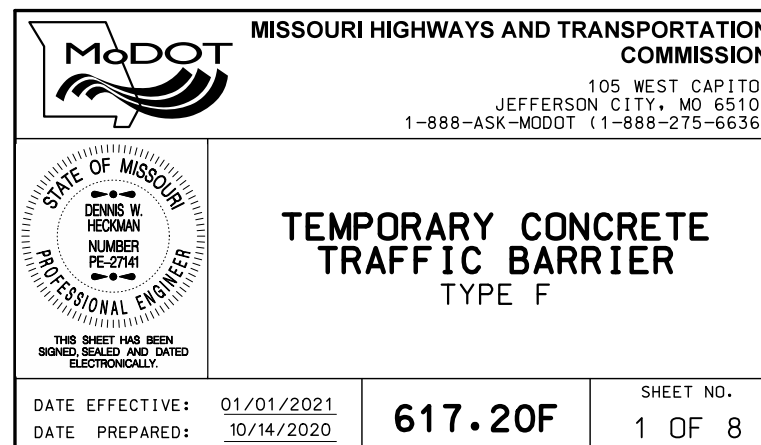 MoDOT
MISSOURI HIGHWAYS AND TRANSPORTATION
COMMISSION
105 WEST CAPITO
JEFFERSON CITY, MO 6510
1-888-ASK-MODOT (1-888-275-6636
STATE OF MISSOURI
DENNIS W.
HECKMAN
NUMBER
PE-27141
PROFESSIONAL ENGINEER
THIS SHEET HAS BEEN
SIGNED, SEALED AND DATED
ELECTRONICALLY.
TEMPORARY CONCRETE
TRAFFIC BARRIER
TYPE F
DATE EFFECTIVE: 01/01/2021
DATE PREPARED: 10/14/2020
617.20F
SHEET NO.
1 OF 8